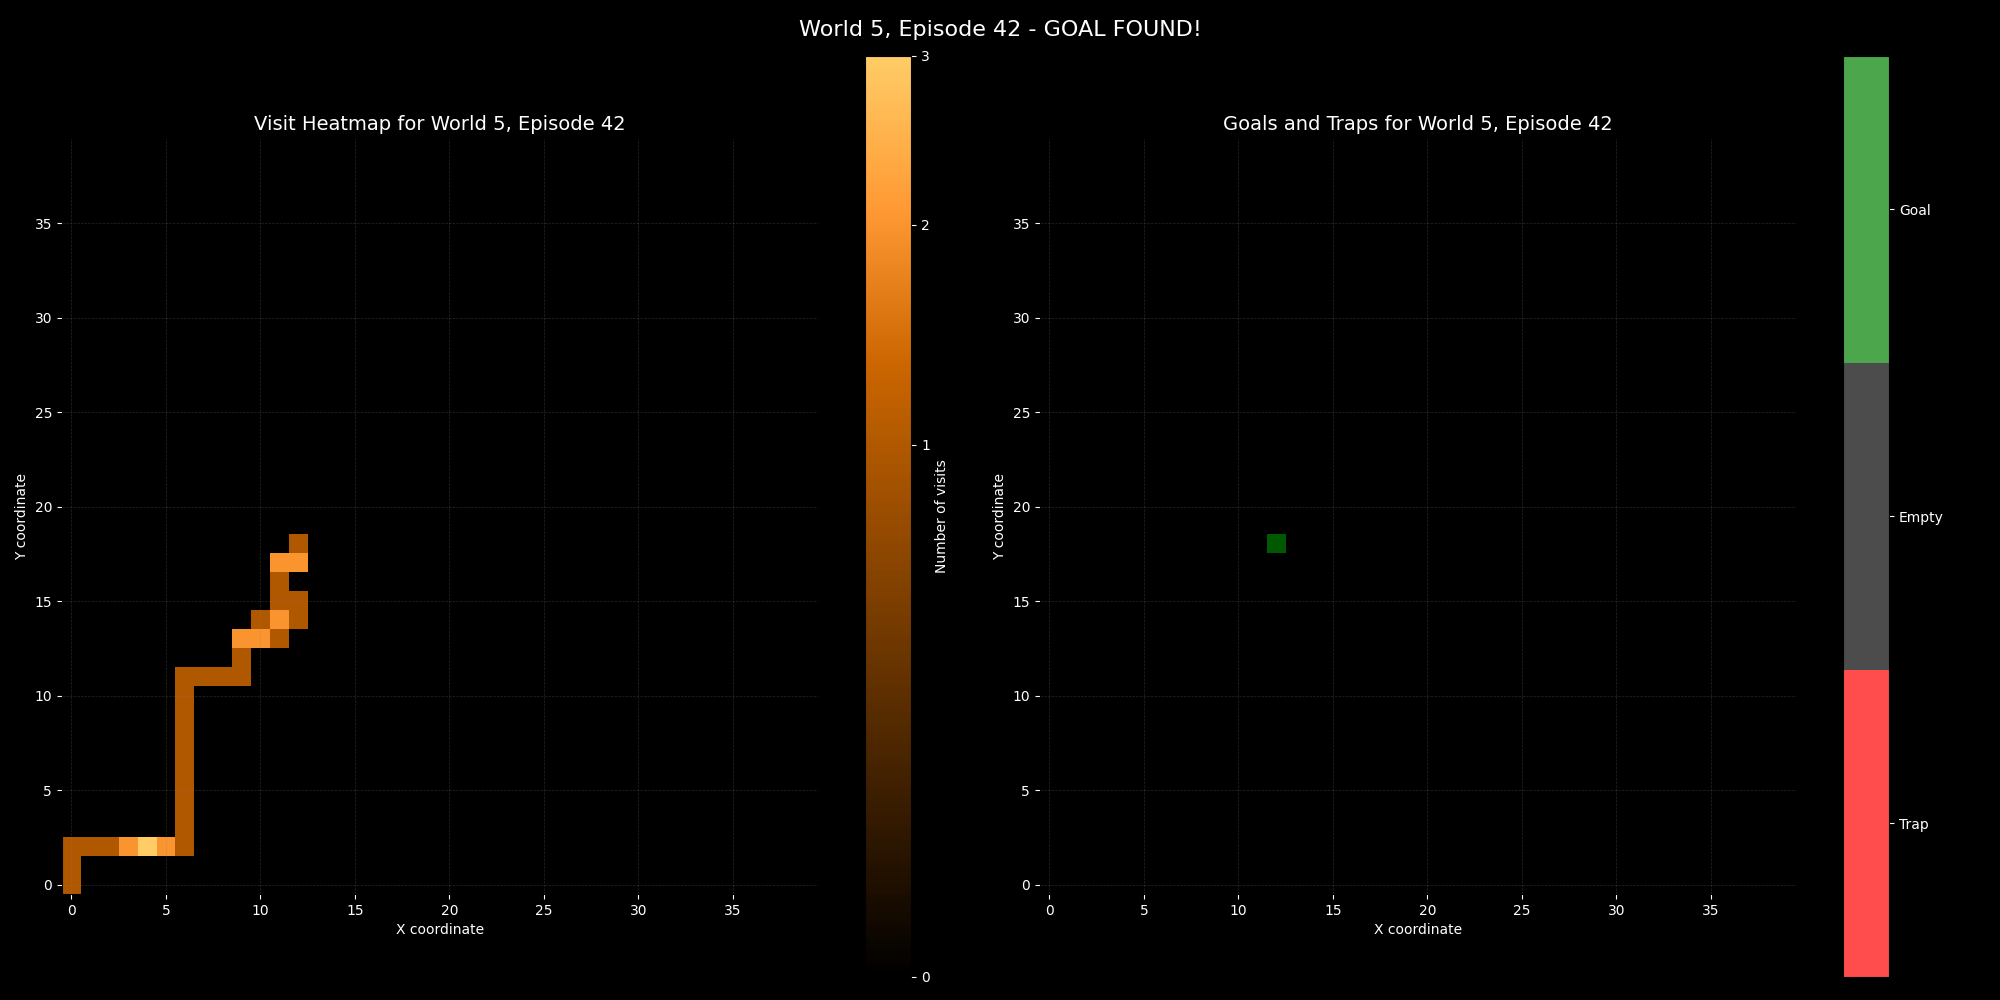 World 5, Episode 42 - GOAL FOUND!
Visit Heatmap for World 5, Episode 42
35
30
25
20
15
10
5
0
Y coordinate
0 5 10 15 20 25 30 35
X coordinate
3
2
1
0
Number of visits
Goals and Traps for World 5, Episode 42
35
30
25
20
15
10
5
0
Y coordinate
0 5 10 15 20 25 30 35
X coordinate
Goal
Empty
Trap